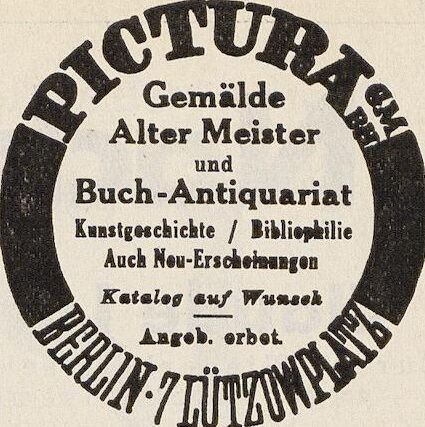 PICTURA GMBH
Gemälde
Alter Meister
und
Buch-Antiquariat
Kunstgeschichte / Bibliophilie
Auch Neu-Erscheinungen
Katalog auf Wunsch
Angeb. erbet.
BERLIN · 7 LÜTZOWPLATZ